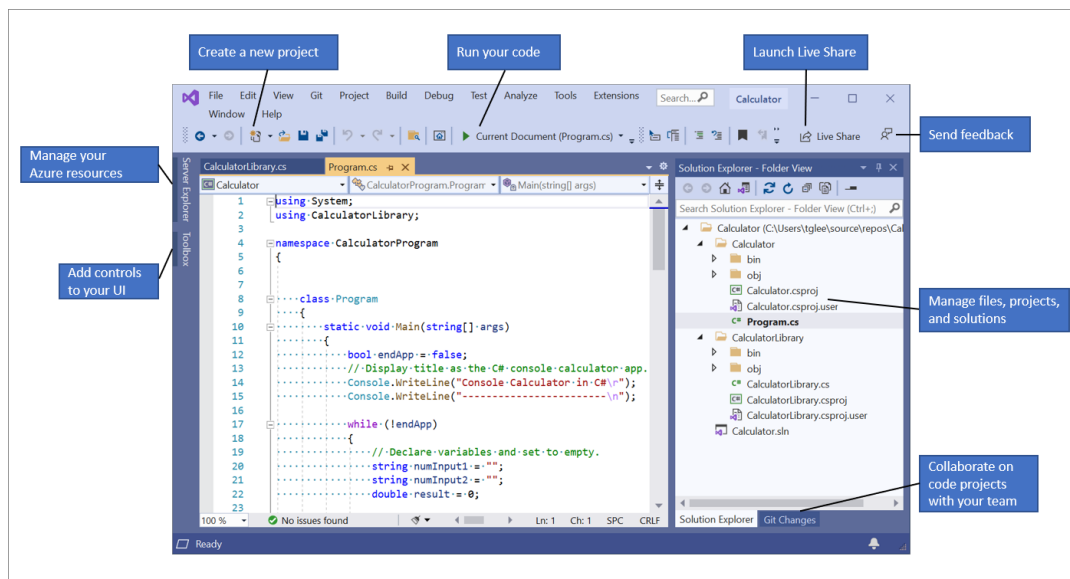 Create a new project
Run your code
Launch Live Share
File Edit View Git Project Build Debug Test Analyze Tools Extensions
Search...
Calculator
Window Help
Current Document (Program.cs)
Live Share
Send feedback
Manage your
Azure resources
Server Explorer
Toolbox
Add controls
to your UI
CalculatorLibrary.cs
Program.cs
Calculator
CalculatorProgram.Program
Main(string[] args)
1 using System;
2 using CalculatorLibrary;
3
4 namespace CalculatorProgram
5 {
6
7
8 class Program
9 {
10 static void Main(string[] args)
11 {
12 bool endApp = false;
13 // Display title as the C# console calculator app.
14 Console.WriteLine("Console Calculator in C#\r");
15 Console.WriteLine("------------------------\n");
16
17 while (!endApp)
18 {
19 // Declare variables and set to empty.
20 string numInput1 = "";
21 string numInput2 = "";
22 double result = 0;
23
100 %
No issues found
Ln: 1 Ch: 1 SPC CRLF
Solution Explorer - Folder View
Search Solution Explorer - Folder View (Ctrl+;)
Calculator (C:\Users\tglee\source\repos\Cal
Calculator
bin
obj
C# Calculator.csproj
Calculator.csproj.user
C# Program.cs
CalculatorLibrary
bin
obj
C# CalculatorLibrary.cs
C# CalculatorLibrary.csproj
CalculatorLibrary.csproj.user
Calculator.sln
Solution Explorer
Git Changes
Manage files, projects,
and solutions
Collaborate on
code projects
with your team
Ready